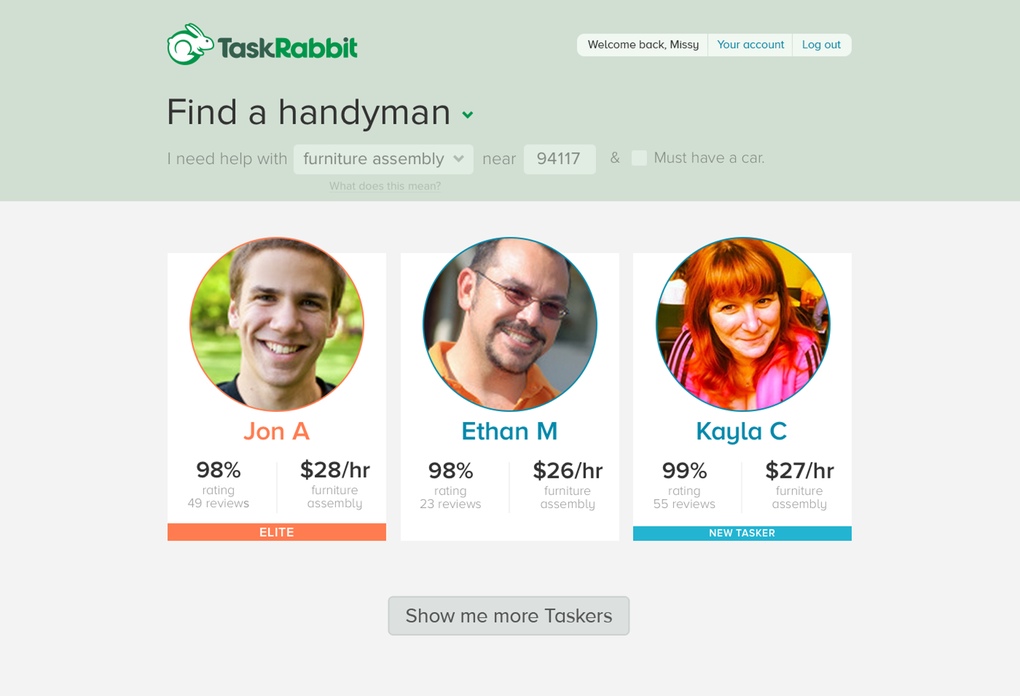 TaskRabbit
Welcome back, Missy Your account Log out
Find a handyman
I need help with furniture assembly near 94117 & Must have a car.
What does this mean?
Jon A
98%
rating
49 reviews
$28/hr
furniture
assembly
ELITE
Ethan M
98%
rating
23 reviews
$26/hr
furniture
assembly
Kayla C
99%
rating
55 reviews
$27/hr
furniture
assembly
NEW TASKER
Show me more Taskers